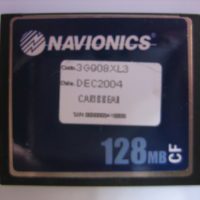 NAVIONICS
Code: 3G908XL3
Date: DEC2004
CARIBBEAN
128MB CF